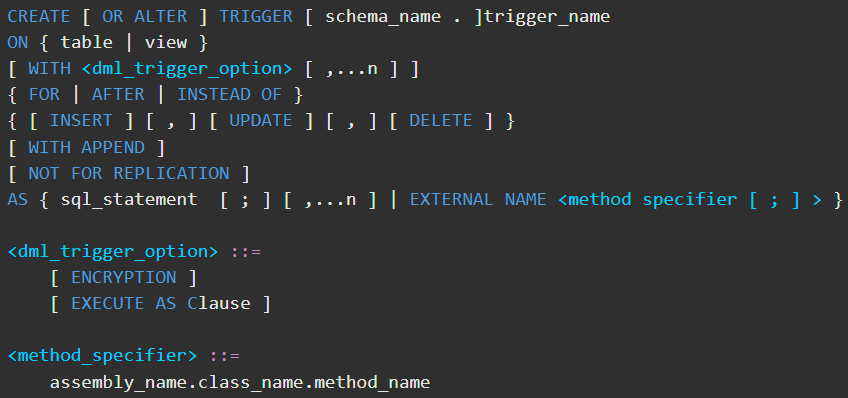 CREATE [ OR ALTER ] TRIGGER [ schema_name . ]trigger_name
ON { table | view }
[ WITH <dml_trigger_option> [ ,...n ] ]
{ FOR | AFTER | INSTEAD OF }
{ [ INSERT ] [ , ] [ UPDATE ] [ , ] [ DELETE ] }
[ WITH APPEND ]
[ NOT FOR REPLICATION ]
AS { sql_statement  [ ; ] [ ,...n ] | EXTERNAL NAME <method specifier [ ; ] > }

<dml_trigger_option> ::=
    [ ENCRYPTION ]
    [ EXECUTE AS Clause ]

<method_specifier> ::=
    assembly_name.class_name.method_name